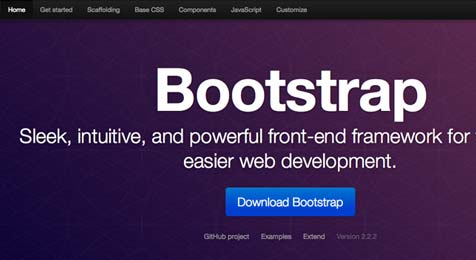 Home Get started Scaffolding Base CSS Components JavaScript Customize
Bootstrap
Sleek, intuitive, and powerful front-end framework for
easier web development.
Download Bootstrap
GitHub project Examples Extend Version 2.2.2